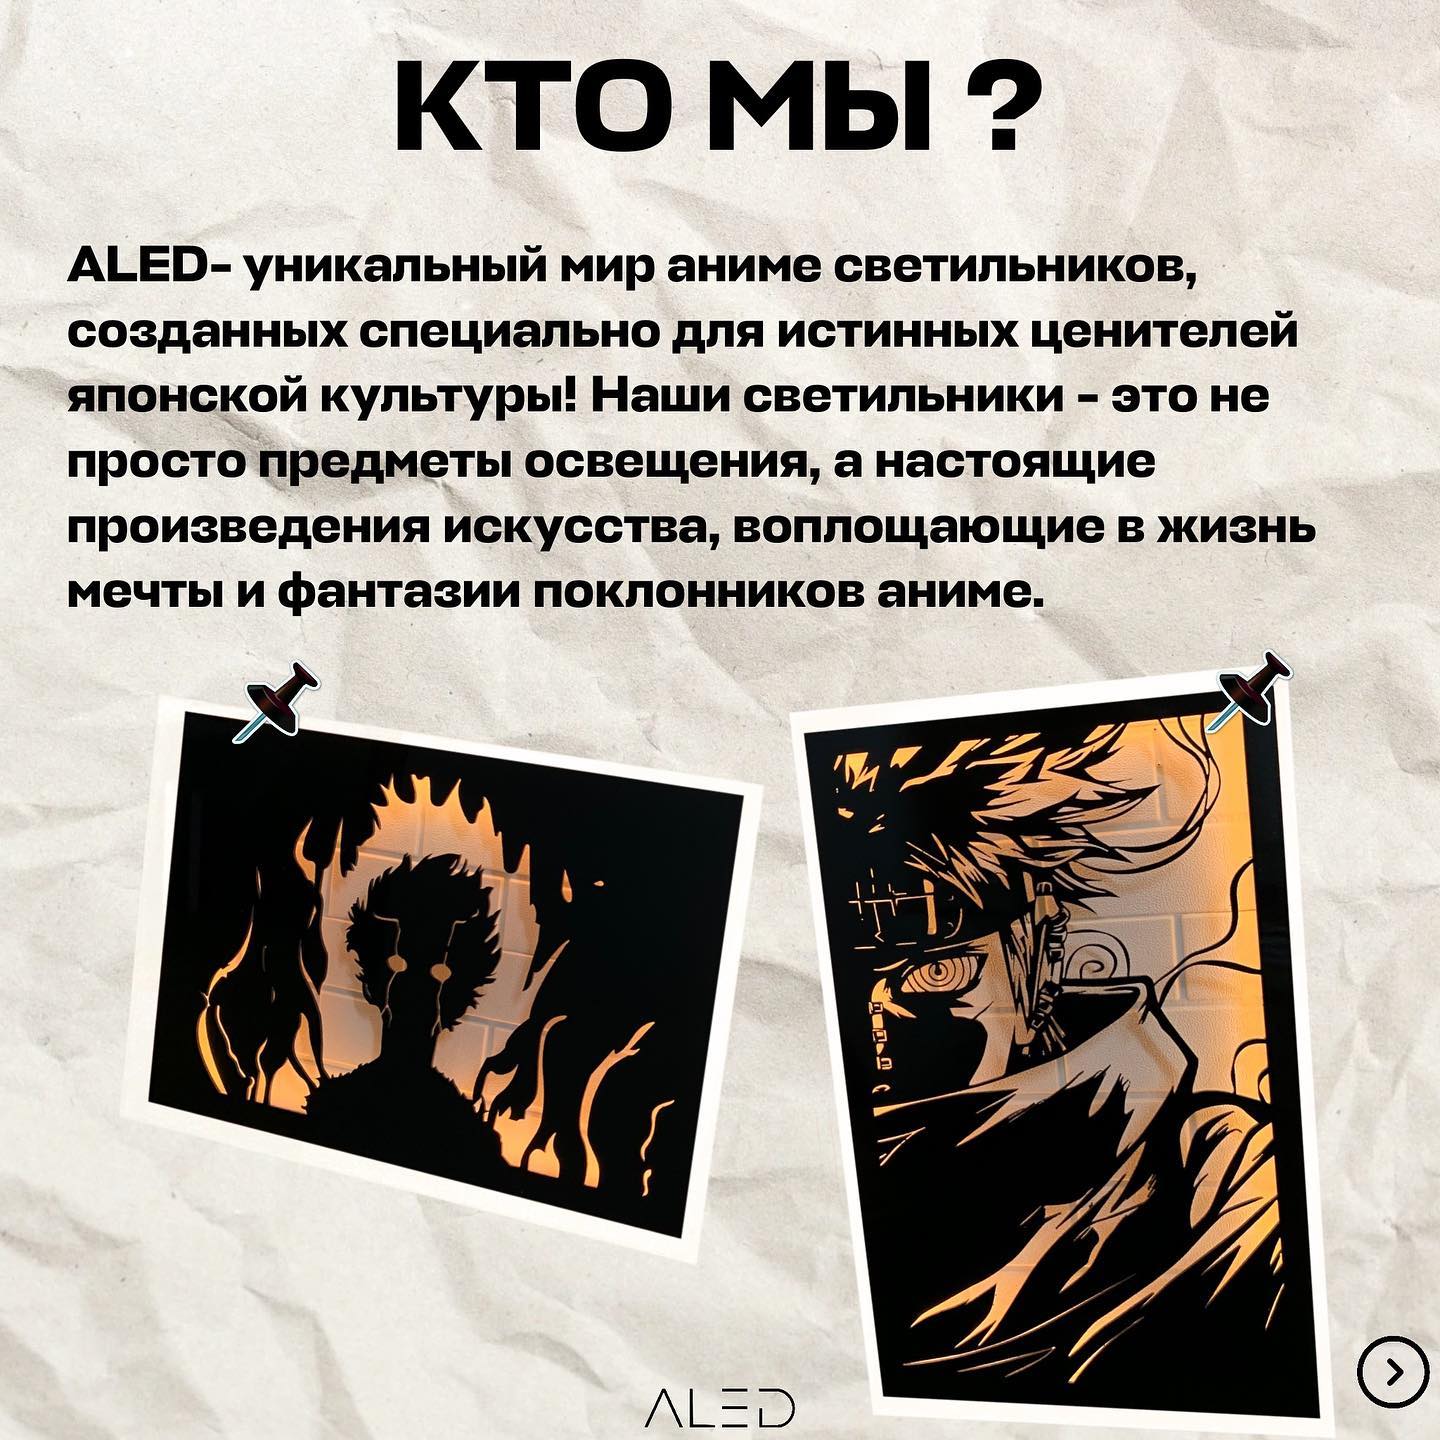 КТО МЫ ?
ALED- уникальный мир аниме светильников,
созданных специально для истинных ценителей
японской культуры! Наши светильники - это не
просто предметы освещения, а настоящие
произведения искусства, воплощающие в жизнь
мечты и фантазии поклонников аниме.
ALED